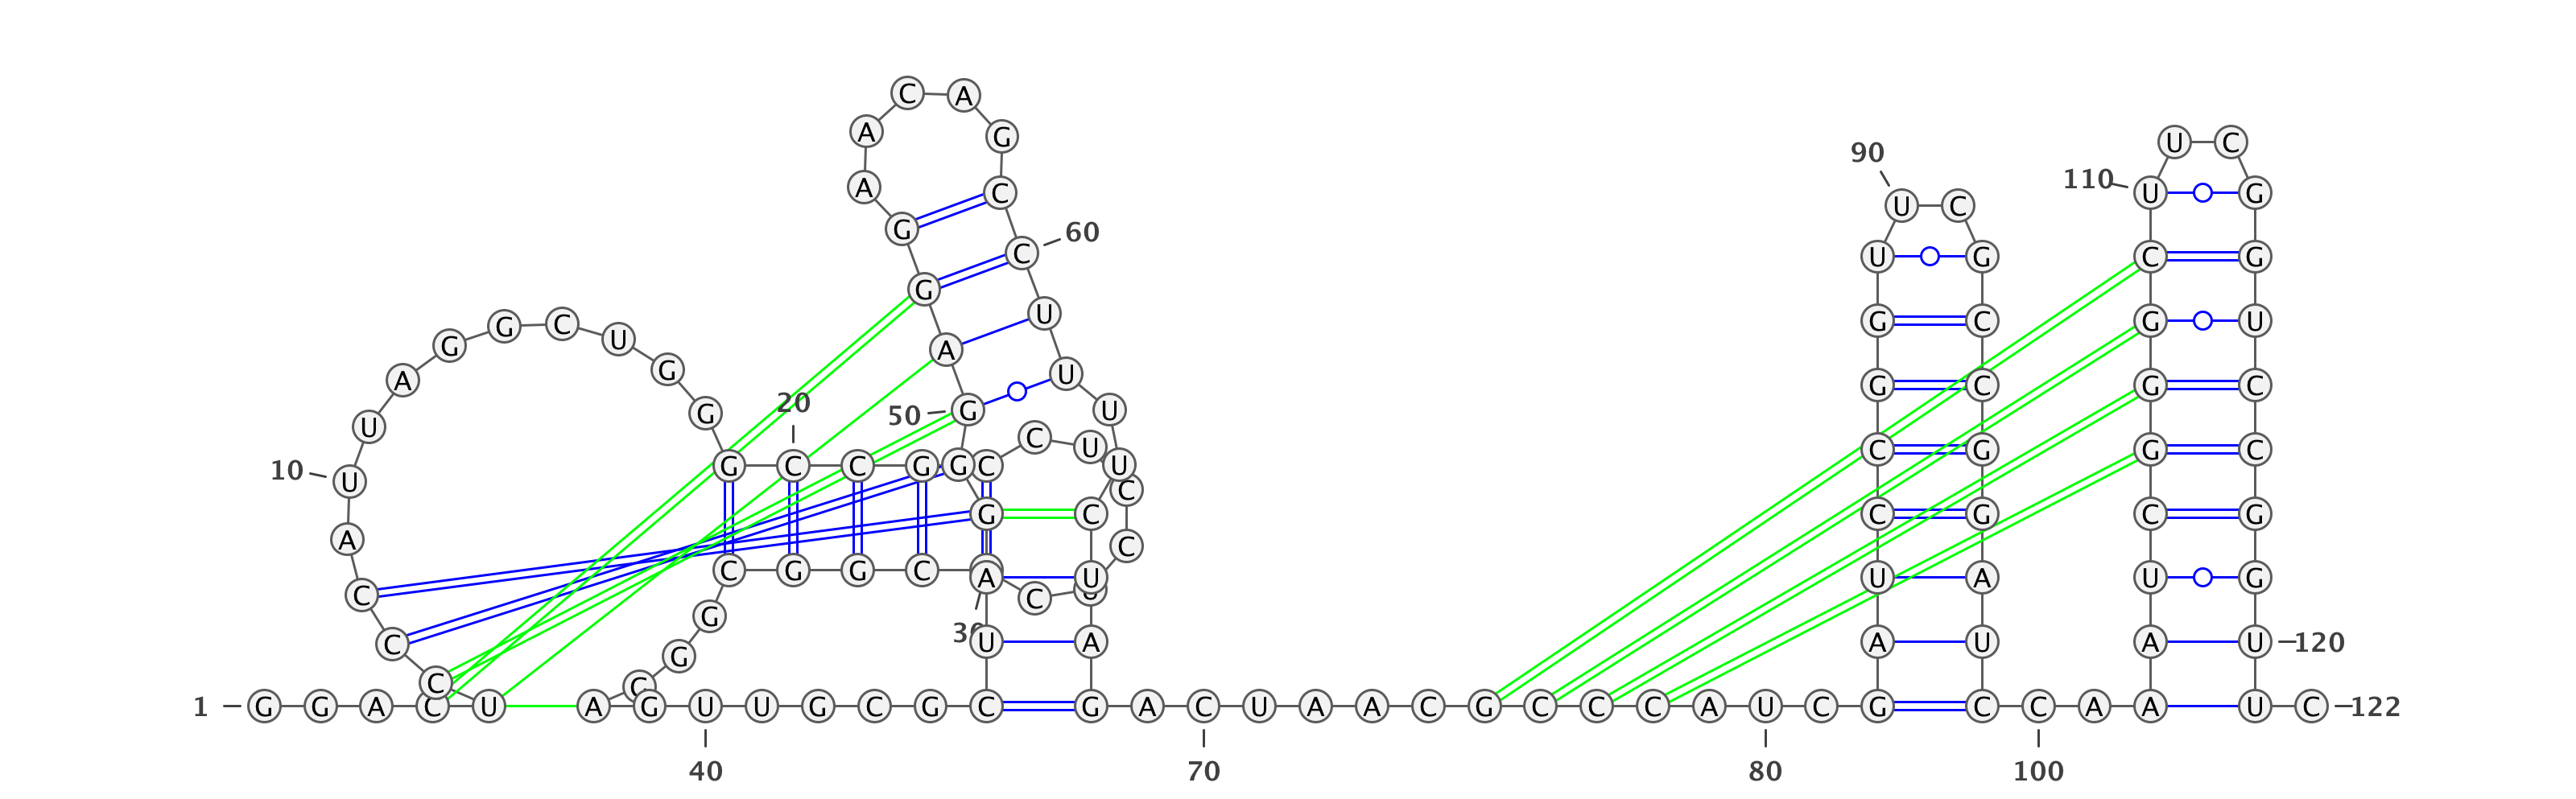 C A
A G U C
90 110
A C U G
U C
G 60
C U G C G
G
U G C G U
G G C U
A
G U
A G C G C
20
G 50 G U
U C U
10 G C C G G C U C G C C
U C
G C C G C G
A C
C G G C A U U A U G
C C
G
30
C U A A U A U 120
G
C C
1 G G A C U A G U U G C G C G A C U A A C G C C C A U C G C C A A U C 122
40 70 80 100